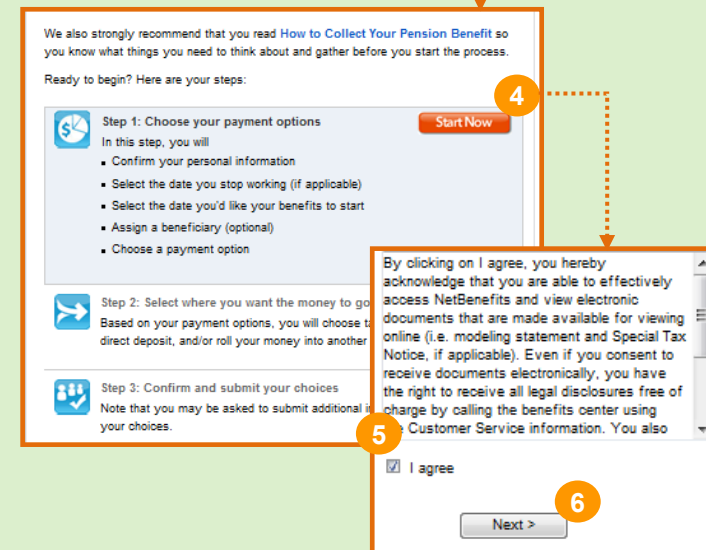 We also strongly recommend that you read How to Collect Your Pension Benefit so
you know what things you need to think about and gather before you start the process.
Ready to begin? Here are your steps:
4
Step 1: Choose your payment options
Start Now
In this step, you will
▪ Confirm your personal information
▪ Select the date you stop working (if applicable)
▪ Select the date you'd like your benefits to start
▪ Assign a beneficiary (optional)
▪ Choose a payment option
Step 2: Select where you want the money to go
Based on your payment options, you will choose
direct deposit, and/or roll your money into another
Step 3: Confirm and submit your choices
Note that you may be asked to submit additional
your choices.
By clicking on I agree, you hereby
acknowledge that you are able to effectively
access NetBenefits and view electronic
documents that are made available for viewing
online (i.e. modeling statement and Special Tax
Notice, if applicable). Even if you consent to
receive documents electronically, you have
the right to receive all legal disclosures free of
charge by calling the benefits center using
Customer Service information. You also
5
I agree
6
Next >